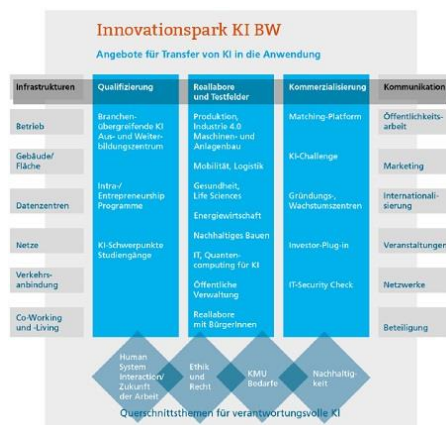 Innovationspark KI BW
Angebote für Transfer von KI in die Anwendung
Infrastrukturen
Betrieb
Gebäude/
Fläche
Datenzentren
Netze
Verkehrs-
anbindung
Co-Working
und -Living
Qualifizierung
Branchen-
übergreifende KI
Aus- und Weiter-
bildungszentrum
Intra-/
Entrepreneurship
Programme
KI-Schwerpunkte
Studiengänge
Reallabore
und Testfelder
Produktion,
Industrie 4.0
Maschinen- und
Anlagenbau
Mobilität, Logistik
Gesundheit,
Life Sciences
Energiewirtschaft
Nachhaltiges Bauen
IT, Quanten-
computing für KI
Öffentliche
Verwaltung
Reallabore
mit BürgerInnen
Kommerzialisierung
Matching-Platform
KI-Challenge
Gründungs-,
Wachstumszentren
Investor-Plug-in
IT-Security Check
Kommunikation
Öffentlichkeits-
arbeit
Marketing
Internationali-
sierung
Veranstaltungen
Netzwerke
Beteiligung
Human
System
Interaction/
Zukunft
der Arbeit
Ethik
und
Recht
KMU
Bedarfe
Nachhaltig-
keit
Querschnittsthemen für verantwortungsvolle KI